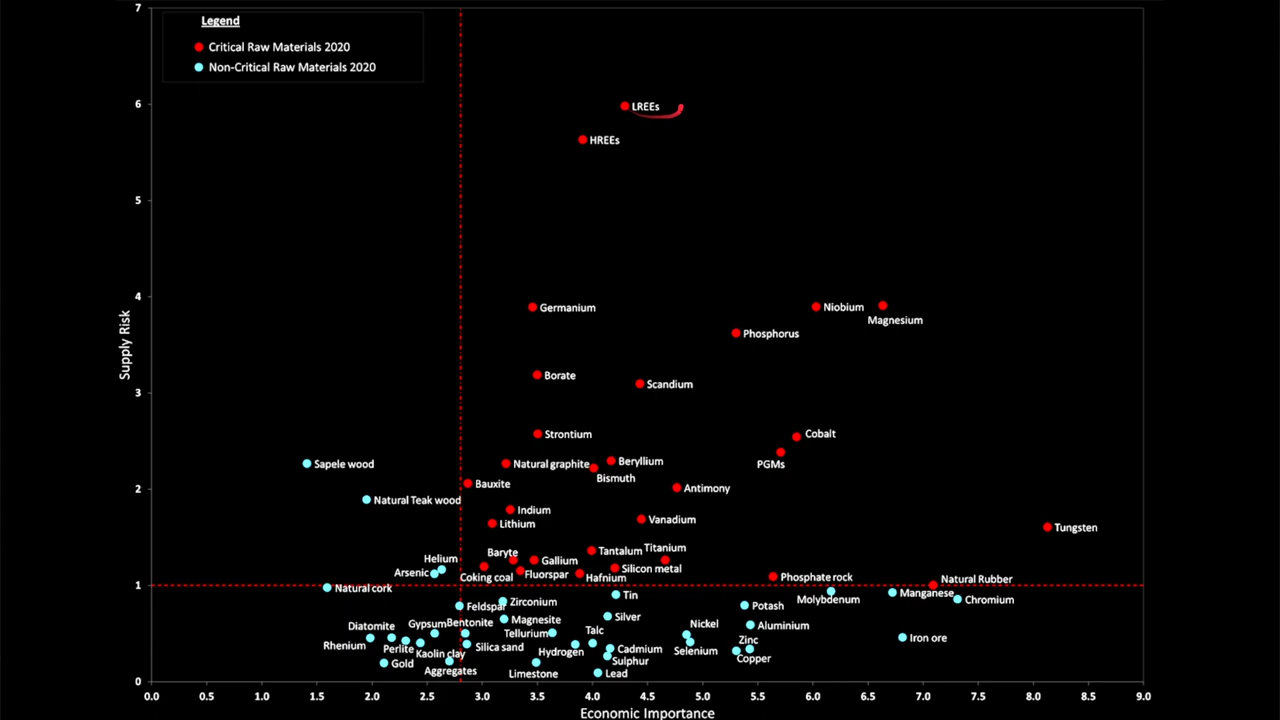 7
Legend
Critical Raw Materials 2020
Non-Critical Raw Materials 2020
6
LREEs
HREEs
5
4
Germanium
Niobium
Magnesium
Phosphorus
Supply Risk
Borate
Scandium
3
Strontium
Cobalt
Sapele wood
Natural graphite
Beryllium
PGMs
Bismuth
Bauxite
Antimony
2
Natural Teak wood
Indium
Lithium
Vanadium
Tungsten
Baryte
Tantalum
Titanium
Helium
Gallium
Silicon metal
Arsenic
Coking coal
Fluorspar
Hafnium
Phosphate rock
Natural Rubber
1
Natural cork
Manganese
Tin
Molybdenum
Chromium
Feldspar
Zirconium
Potash
Magnesite
Silver
Diatomite
Gypsum
Bentonite
Nickel
Aluminium
Tellurium
Talc
Zinc
Iron ore
Rhenium
Perlite
Kaolin clay
Silica sand
Hydrogen
Cadmium
Selenium
Sulphur
Copper
Gold
Aggregates
Limestone
Lead
0
0.0 0.5 1.0 1.5 2.0 2.5 3.0 3.5 4.0 4.5 5.0 5.5 6.0 6.5 7.0 7.5 8.0 8.5 9.0
Economic Importance